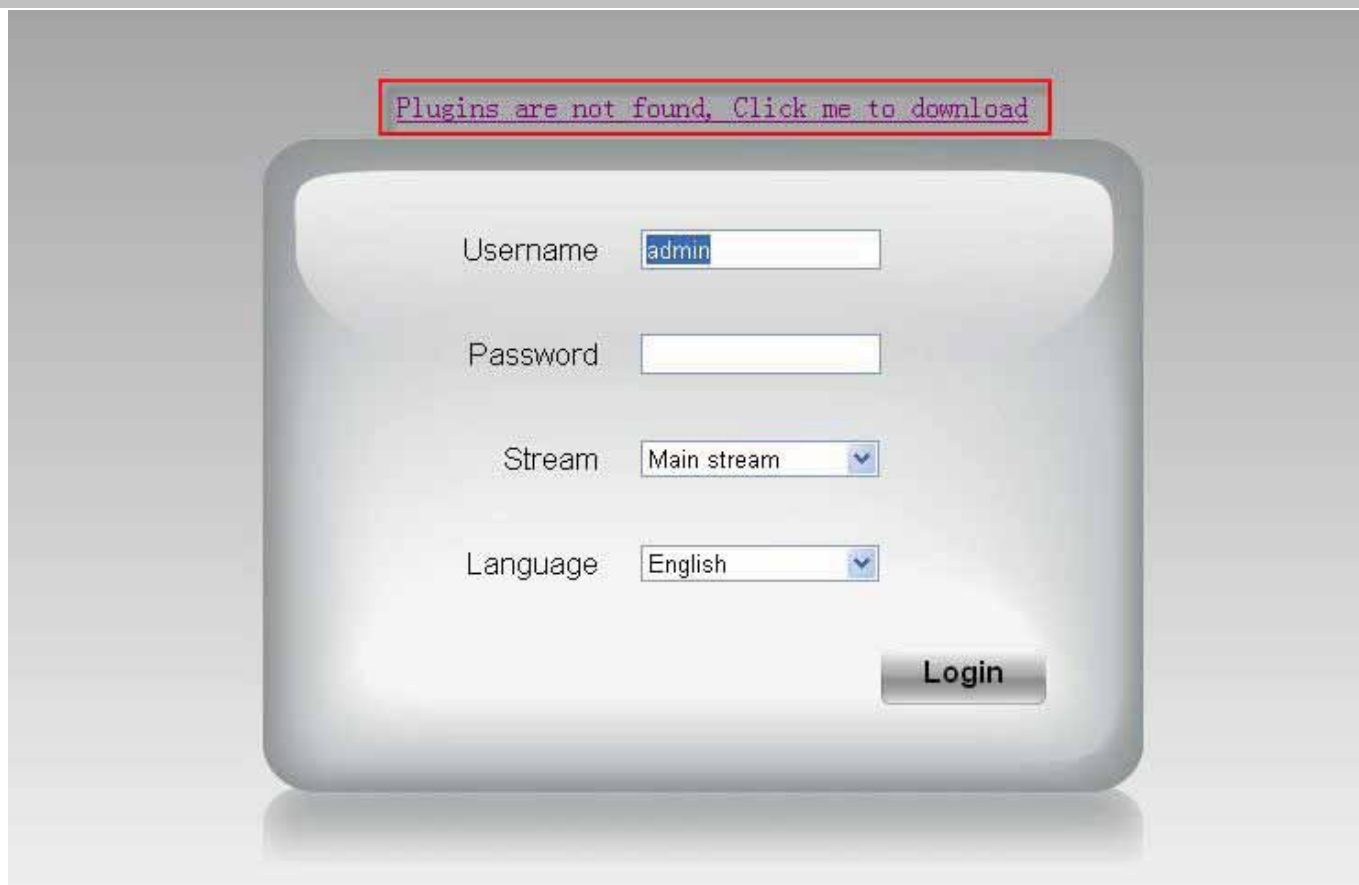 Plugins are not found, Click me to download
Username admin
Password
Stream Main stream
Language English
Login